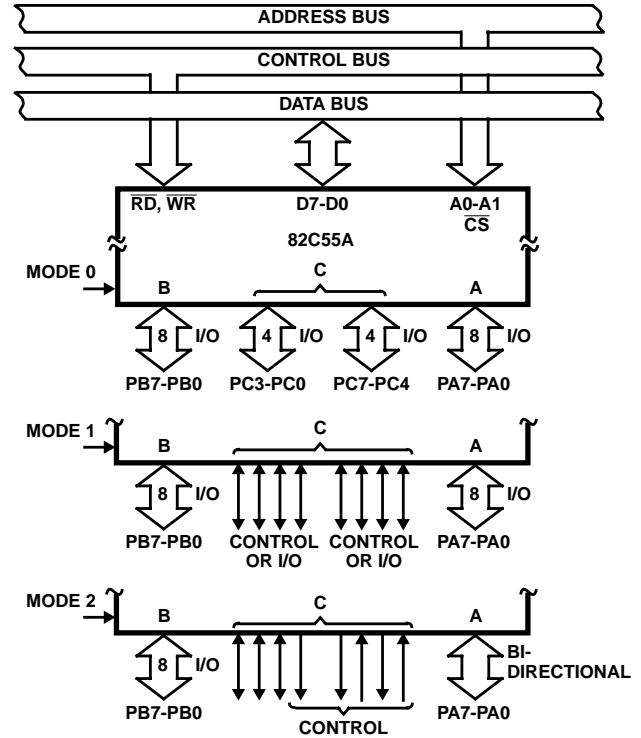 ADDRESS BUS
CONTROL BUS
DATA BUS
RD, WR D7-D0 A0-A1
CS
82C55A
MODE 0 B C A
8 I/O 4 I/O 4 I/O 8 I/O
PB7-PB0 PC3-PC0 PC7-PC4 PA7-PA0
MODE 1 B C A
8 I/O 8 I/O
PB7-PB0 CONTROL CONTROL PA7-PA0
OR I/O OR I/O
MODE 2 B C A
8 I/O BI-
DIRECTIONAL
PB7-PB0 PA7-PA0
CONTROL